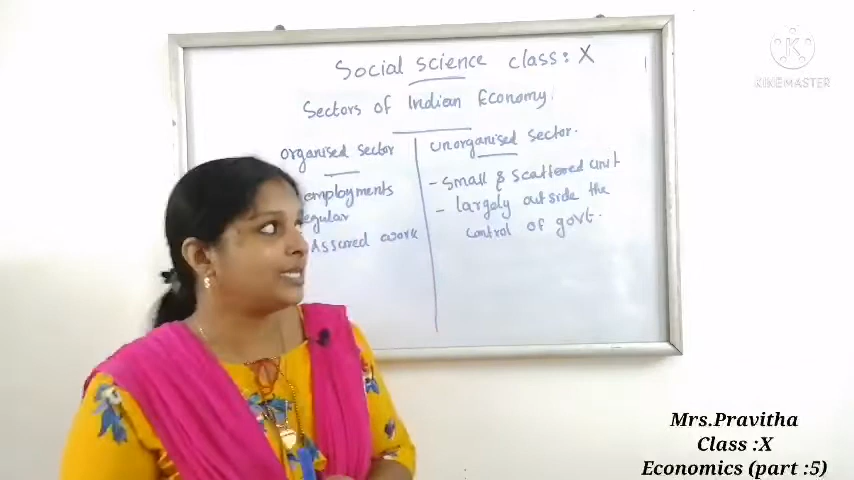 Social science class: X
Sectors of Indian Economy.
organised sector
employments
egular
Assured work
unorganised sector.
- small & scattered unit
- largely outside the
control of govt.
KINEMASTER
Mrs.Pravitha
Class :X
Economics (part :5)